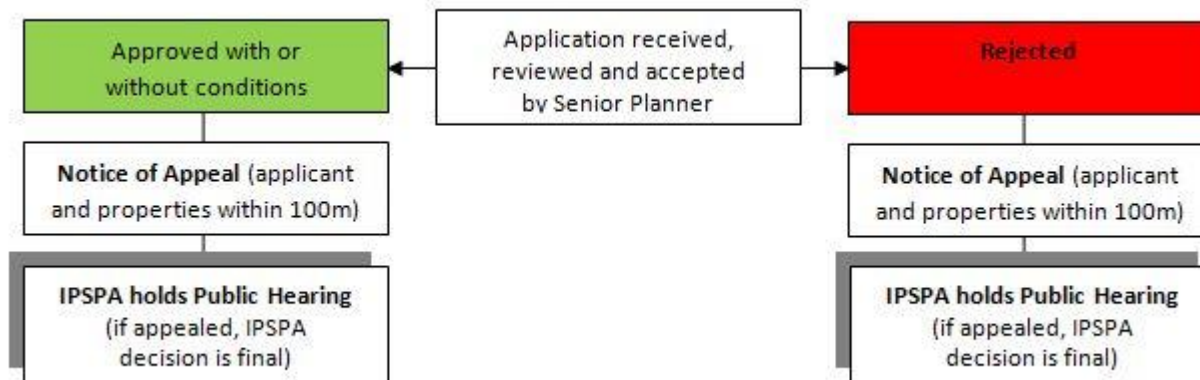 Application received,
reviewed and accepted
by Senior Planner
Approved with or
without conditions
Notice of Appeal (applicant
and properties within 100m)
IPSPA holds Public Hearing
(if appealed, IPSPA
decision is final)
Rejected
Notice of Appeal (applicant
and properties within 100m)
IPSPA holds Public Hearing
(if appealed, IPSPA
decision is final)